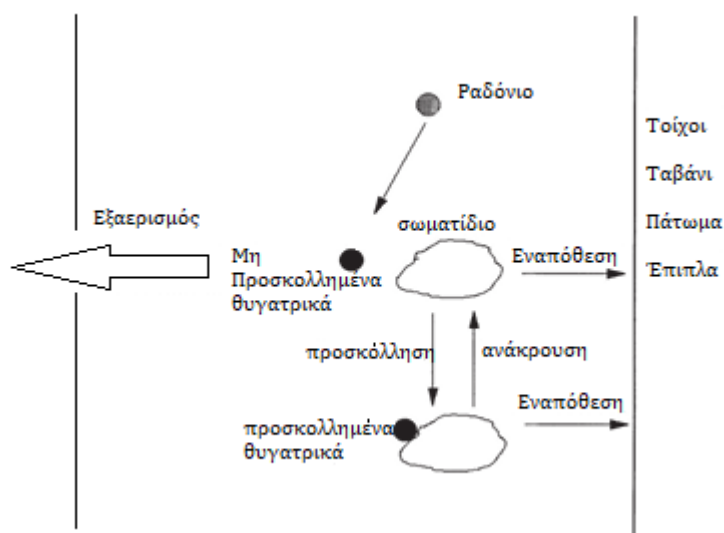 Ραδόνιο
Τοίχοι
Ταβάνι
Πάτωμα
Έπιπλα
Εξαερισμός
σωματίδιο
Μη
Προσκολλημένα
θυγατρικά
Εναπόθεση
προσκόλληση
ανάκρουση
Εναπόθεση
προσκολλημένα
θυγατρικά